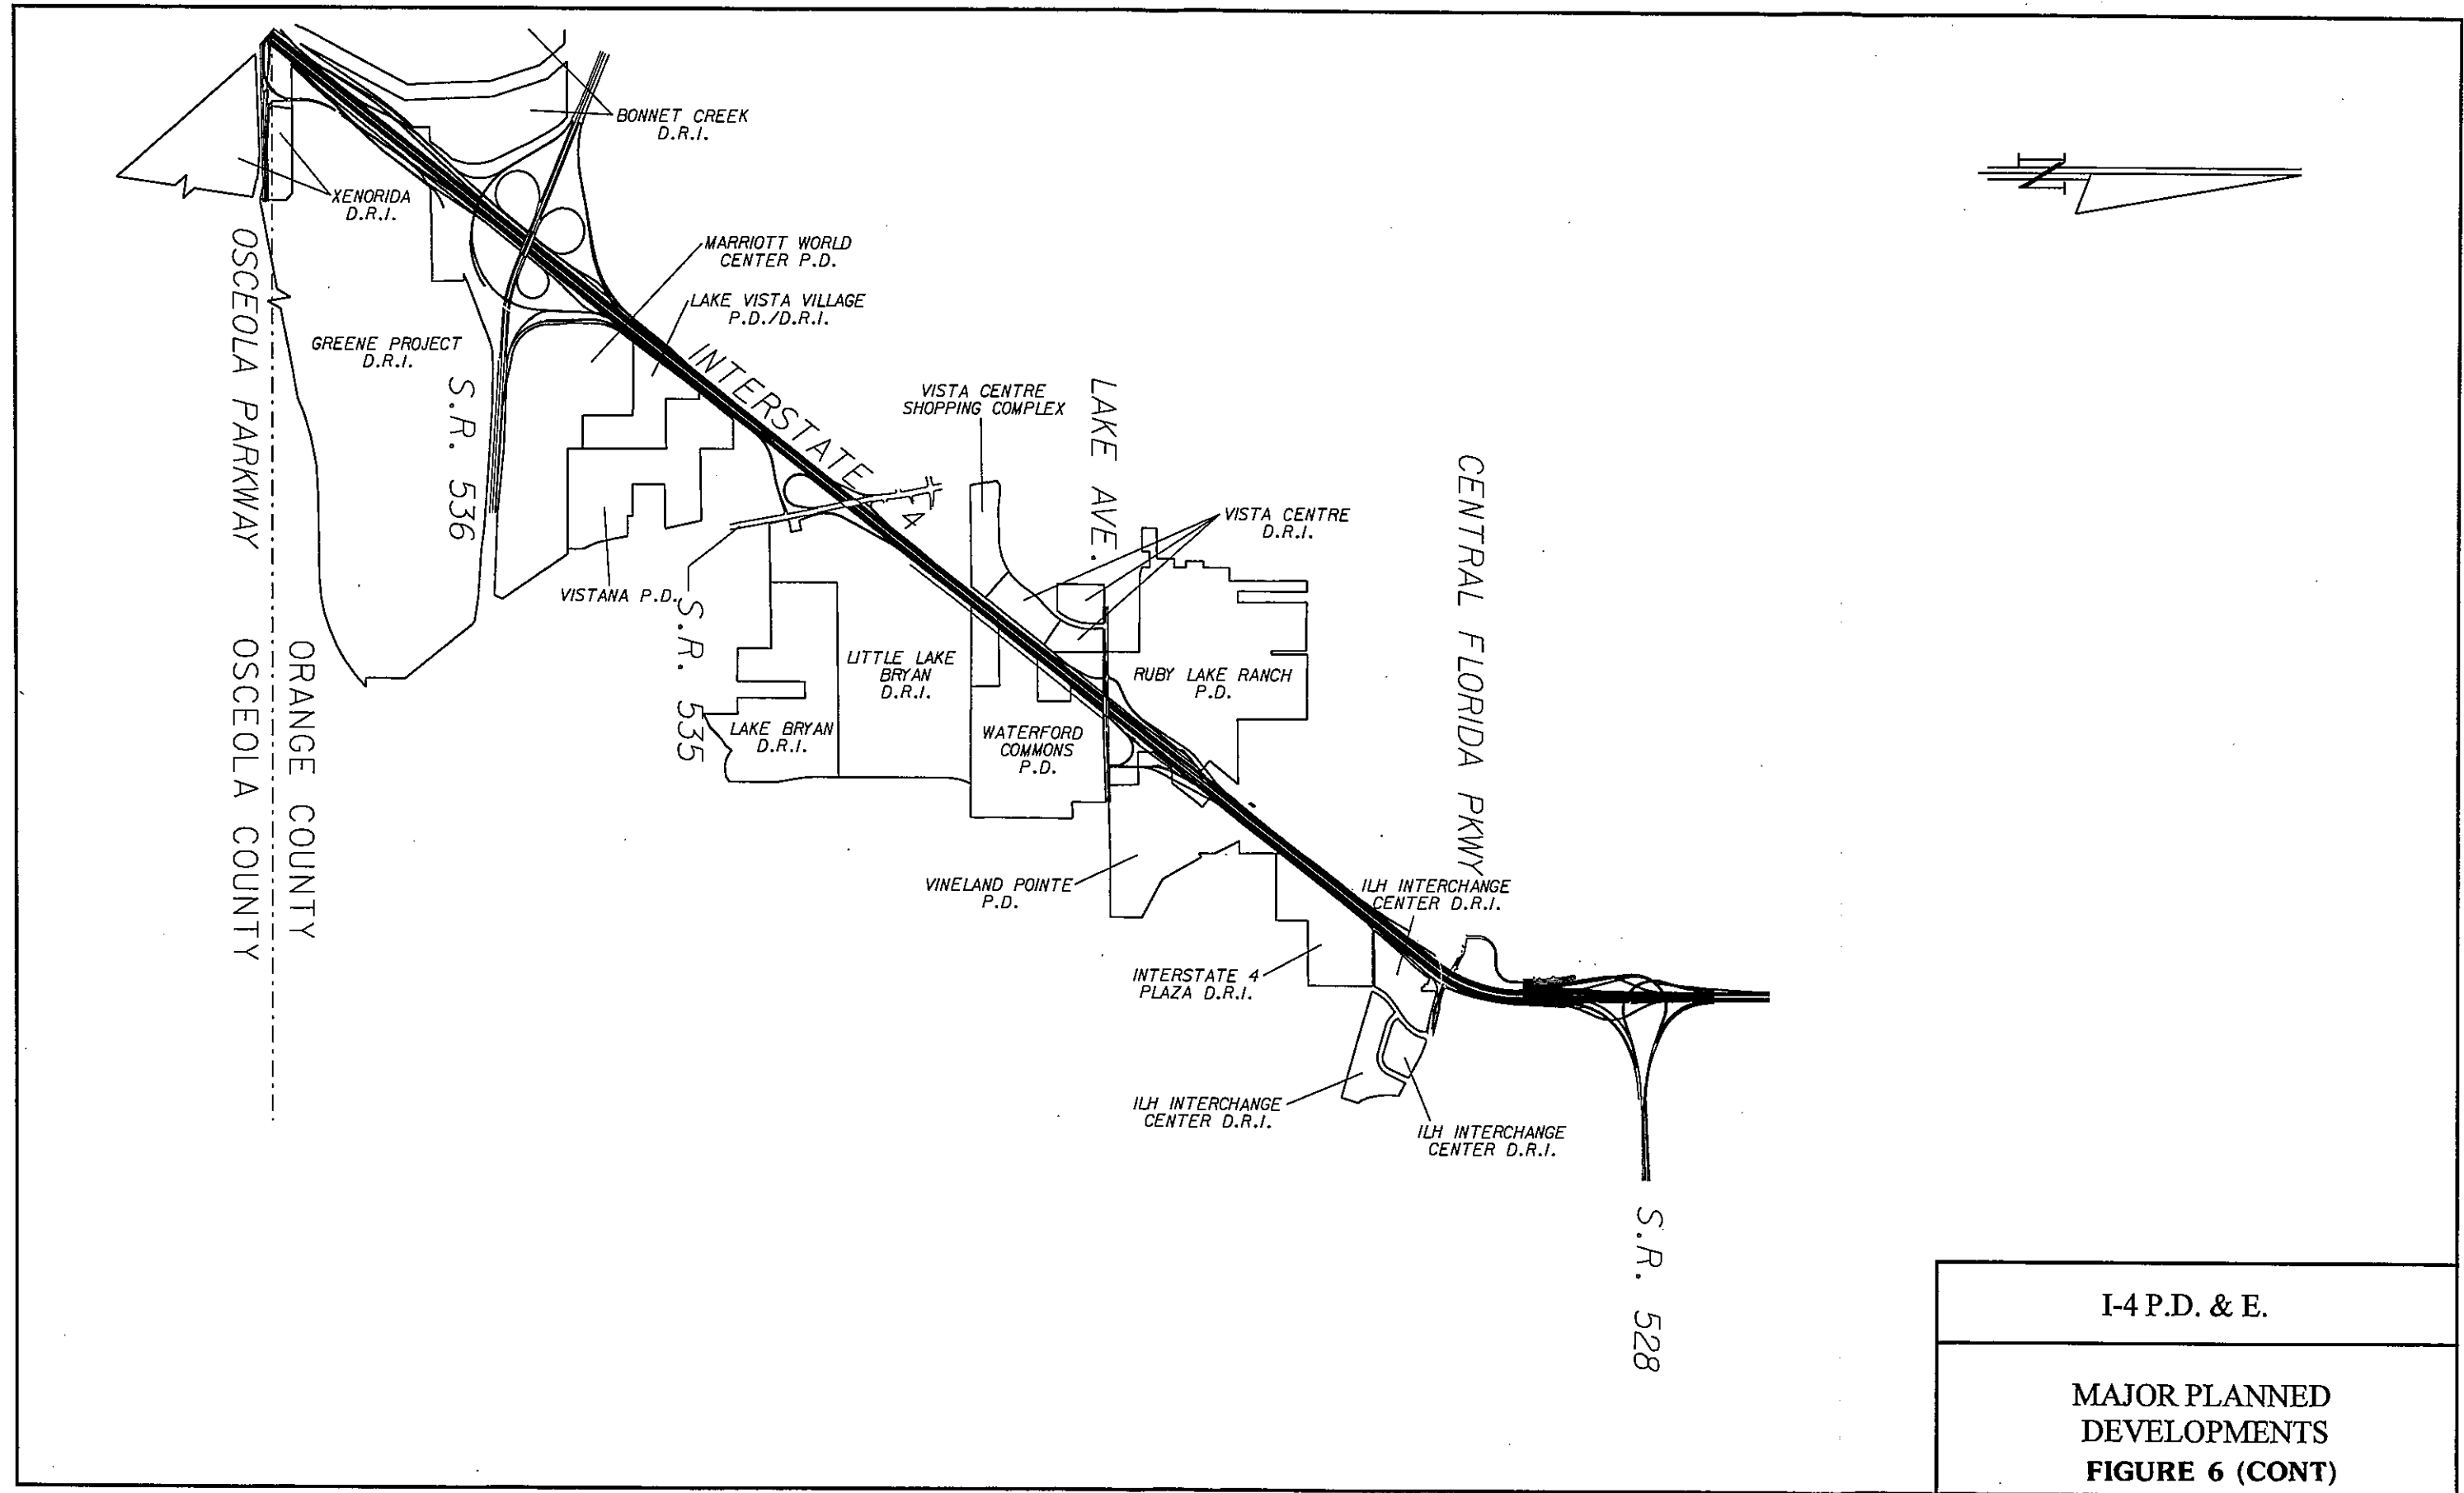 BONNET CREEK
D.R.I.
XENORIDA
D.R.I.
MARRIOTT WORLD
CENTER P.D.
LAKE VISTA VILLAGE
P.D./D.R.I.
GREENE PROJECT
D.R.I.
OSCEOLA PARKWAY
S.R. 536
INTERSTATE 4
VISTA CENTRE
SHOPPING COMPLEX
LAKE AVE.
VISTA CENTRE
D.R.I.
CENTRAL FLORIDA PKWY
VISTANA P.D.
S.R. 535
ORANGE COUNTY
OSCEOLA COUNTY
LITTLE LAKE
BRYAN
D.R.I.
LAKE BRYAN
D.R.I.
WATERFORD
COMMONS
P.D.
RUBY LAKE RANCH
P.D.
VINELAND POINTE
P.D.
ILH INTERCHANGE
CENTER D.R.I.
INTERSTATE 4
PLAZA D.R.I.
ILH INTERCHANGE
CENTER D.R.I.
ILH INTERCHANGE
CENTER D.R.I.
S.R. 528
N
I-4 P.D. & E.
MAJOR PLANNED
DEVELOPMENTS
FIGURE 6 (CONT)